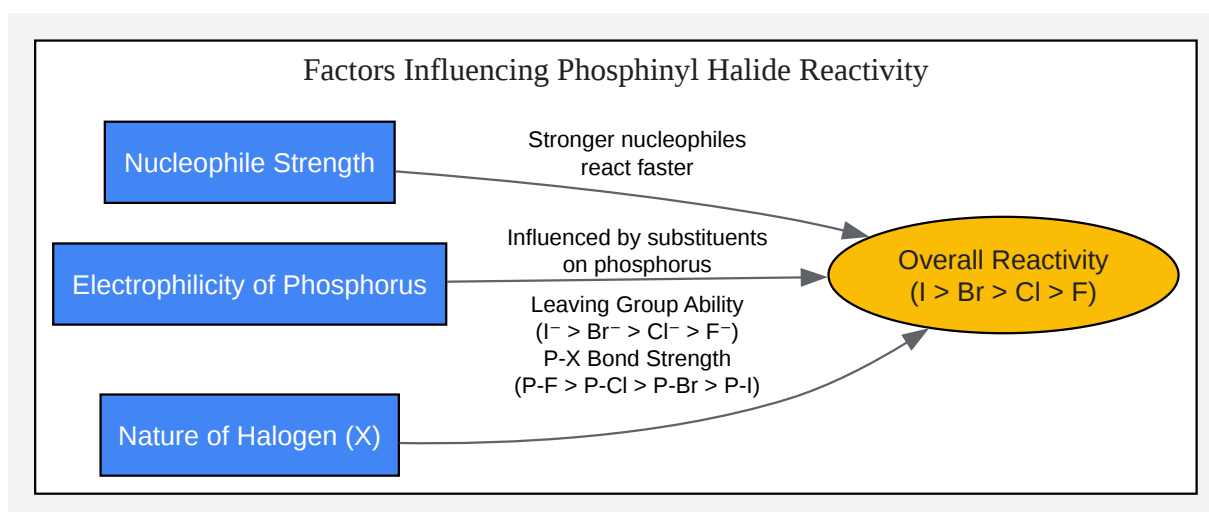 Factors Influencing Phosphinyl Halide Reactivity
Nucleophile Strength
Stronger nucleophiles
react faster
Electrophilicity of Phosphorus
Influenced by substituents
on phosphorus
Overall Reactivity
(I > Br > Cl > F)
Leaving Group Ability
(I⁻ > Br⁻ > Cl⁻ > F⁻)
P-X Bond Strength
(P-F > P-Cl > P-Br > P-I)
Nature of Halogen (X)